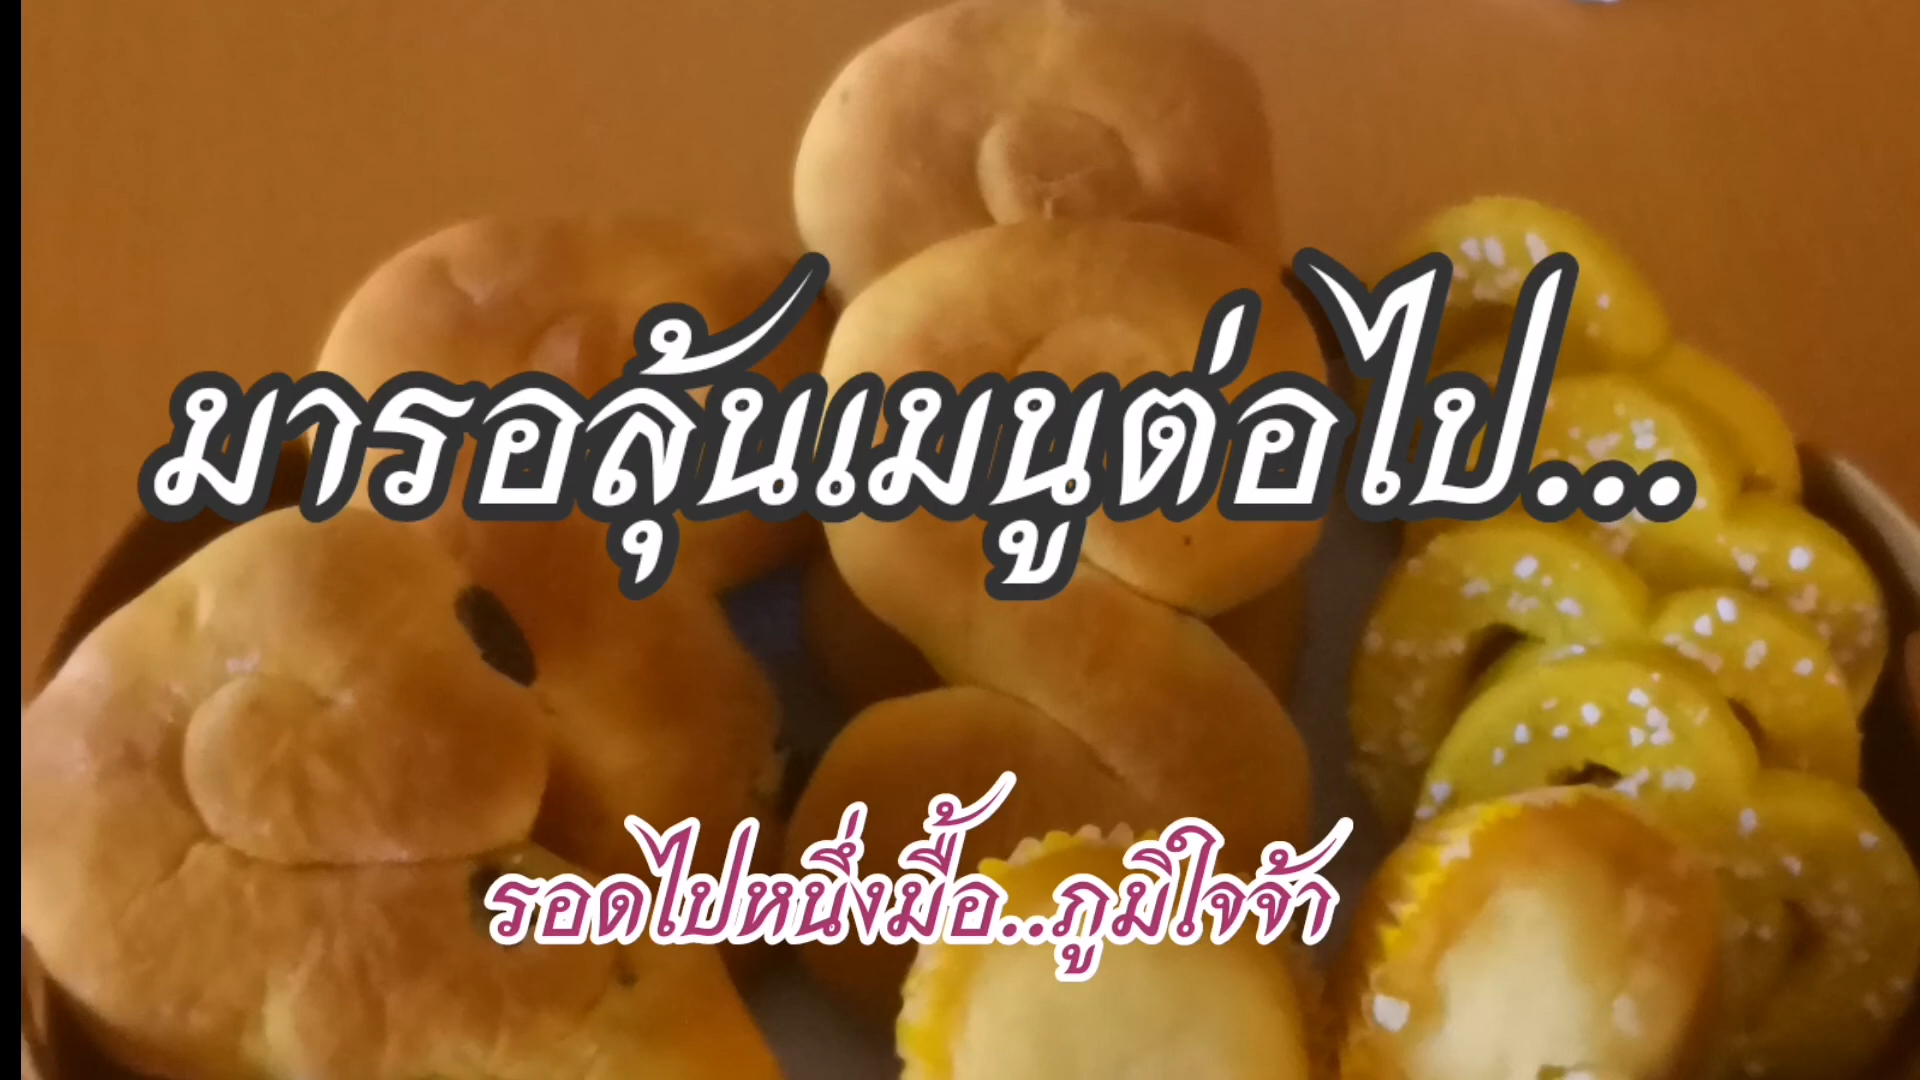 มารอลุ้นเมนูต่อไป...
รอดไปหนึ่งมื้อ..ภูมิใจจ้า